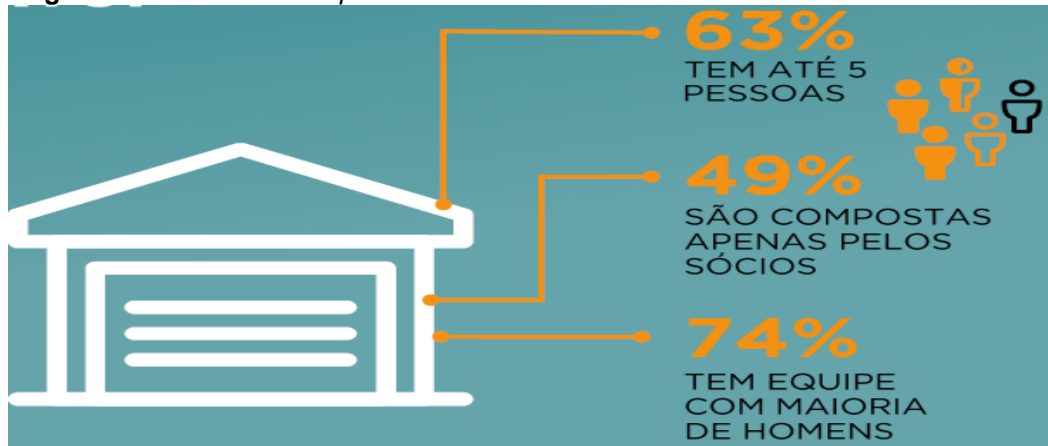 63%
TEM ATÉ 5
PESSOAS
49%
SÃO COMPOSTAS
APENAS PELOS
SÓCIOS
74%
TEM EQUIPE
COM MAIORIA
DE HOMENS